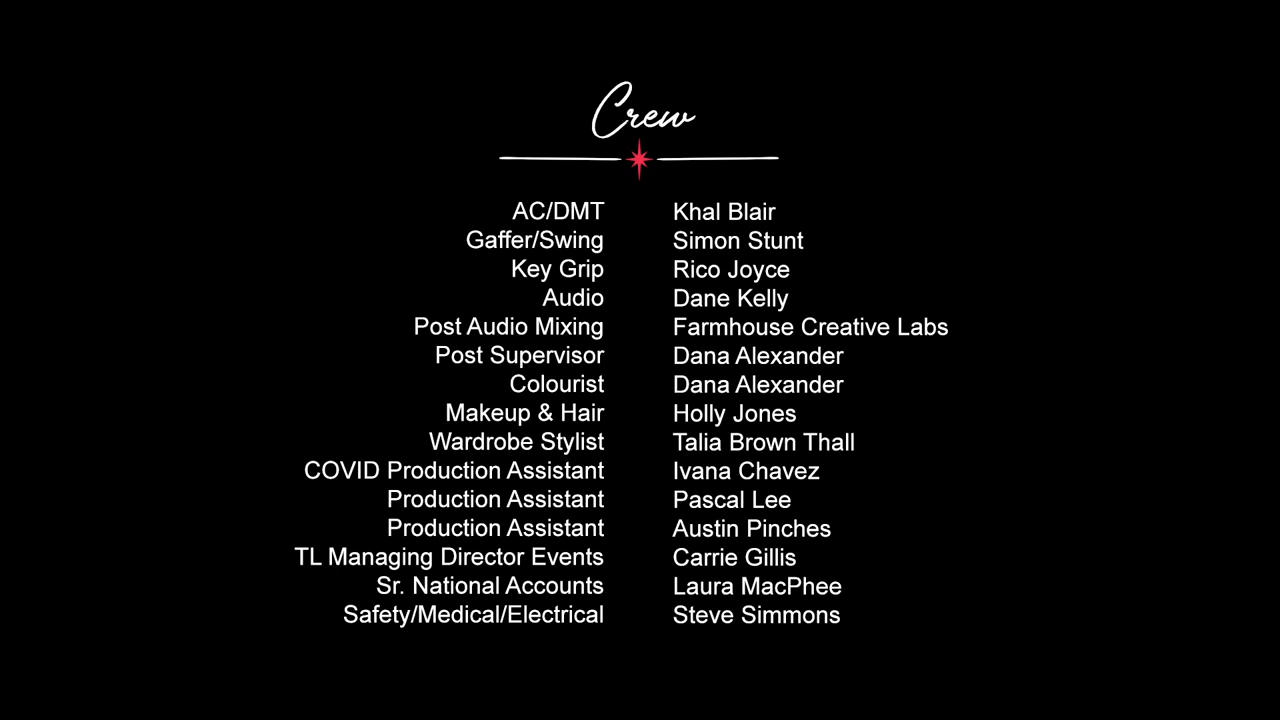 Crew
AC/DMT Khal Blair
Gaffer/Swing Simon Stunt
Key Grip Rico Joyce
Audio Dane Kelly
Post Audio Mixing Farmhouse Creative Labs
Post Supervisor Dana Alexander
Colourist Dana Alexander
Makeup & Hair Holly Jones
Wardrobe Stylist Talia Brown Thall
COVID Production Assistant Ivana Chavez
Production Assistant Pascal Lee
Production Assistant Austin Pinches
TL Managing Director Events Carrie Gillis
Sr. National Accounts Laura MacPhee
Safety/Medical/Electrical Steve Simmons